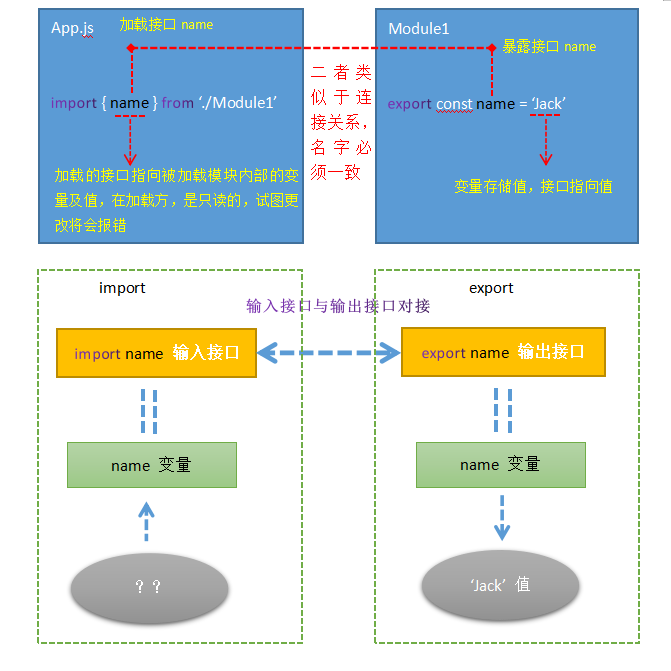 App.js
加载接口 name
import { name } from ‘./Module1’
加载的接口指向被加载模块内部的变
量及值，在加载方，是只读的，试图更
改将会报错
二者类
似于连
接关系，
名字必
须一致
Module1
暴露接口 name
export const name = ‘Jack’
变量存储值，接口指向值
import
export
输入接口与输出接口对接
import name 输入接口
export name 输出接口
name 变量
name 变量
？？
‘Jack’ 值